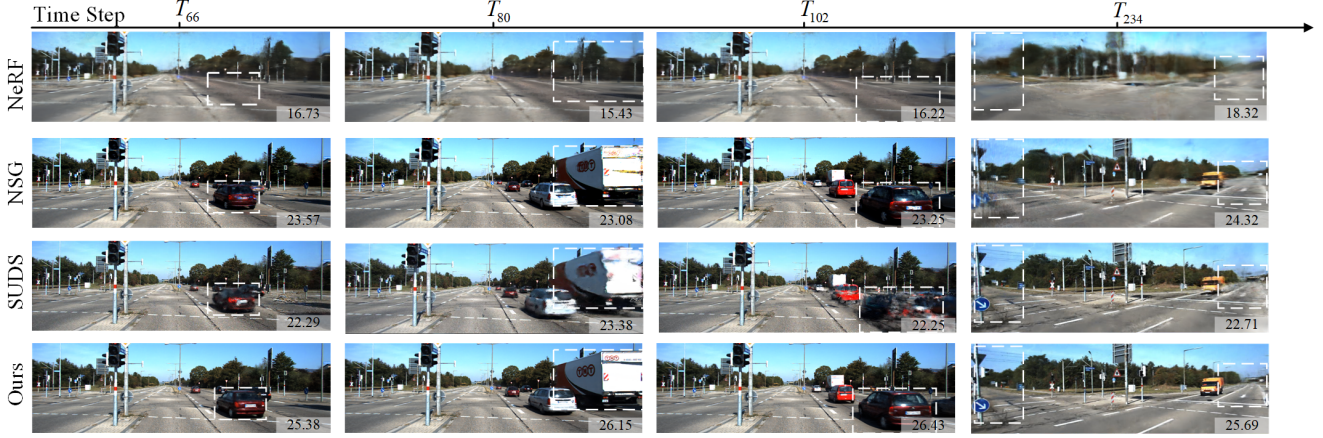 Time Step T66 T80 T102 T234
NeRF 16.73 15.43 16.22 18.32
NSG 23.57 23.08 23.25 24.32
SUDS 22.29 23.38 22.25 22.71
Ours 25.38 26.15 26.43 25.69